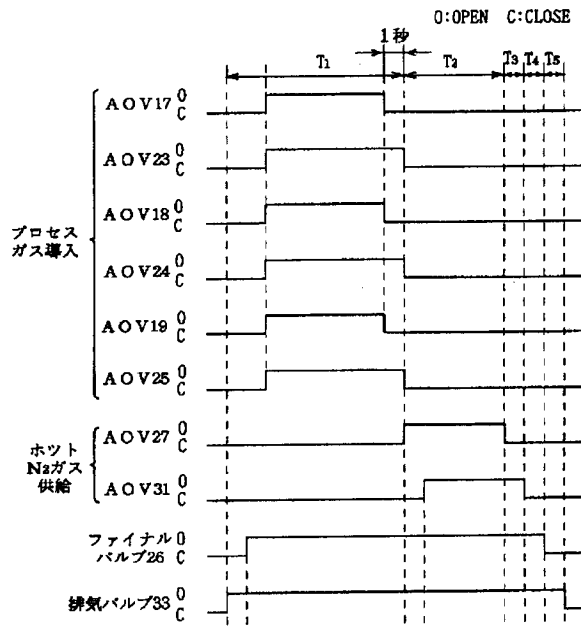 O:OPEN C:CLOSE
1秒
T1 T2 T3 T4 T5
プロセス
ガス導入
AOV17 O
C
AOV23 O
C
AOV18 O
C
AOV24 O
C
AOV19 O
C
AOV25 O
C
ホツト
N2ガス
供給
AOV27 O
C
AOV31 O
C
ファイナル
バルブ26 O
C
排気バルブ33 O
C